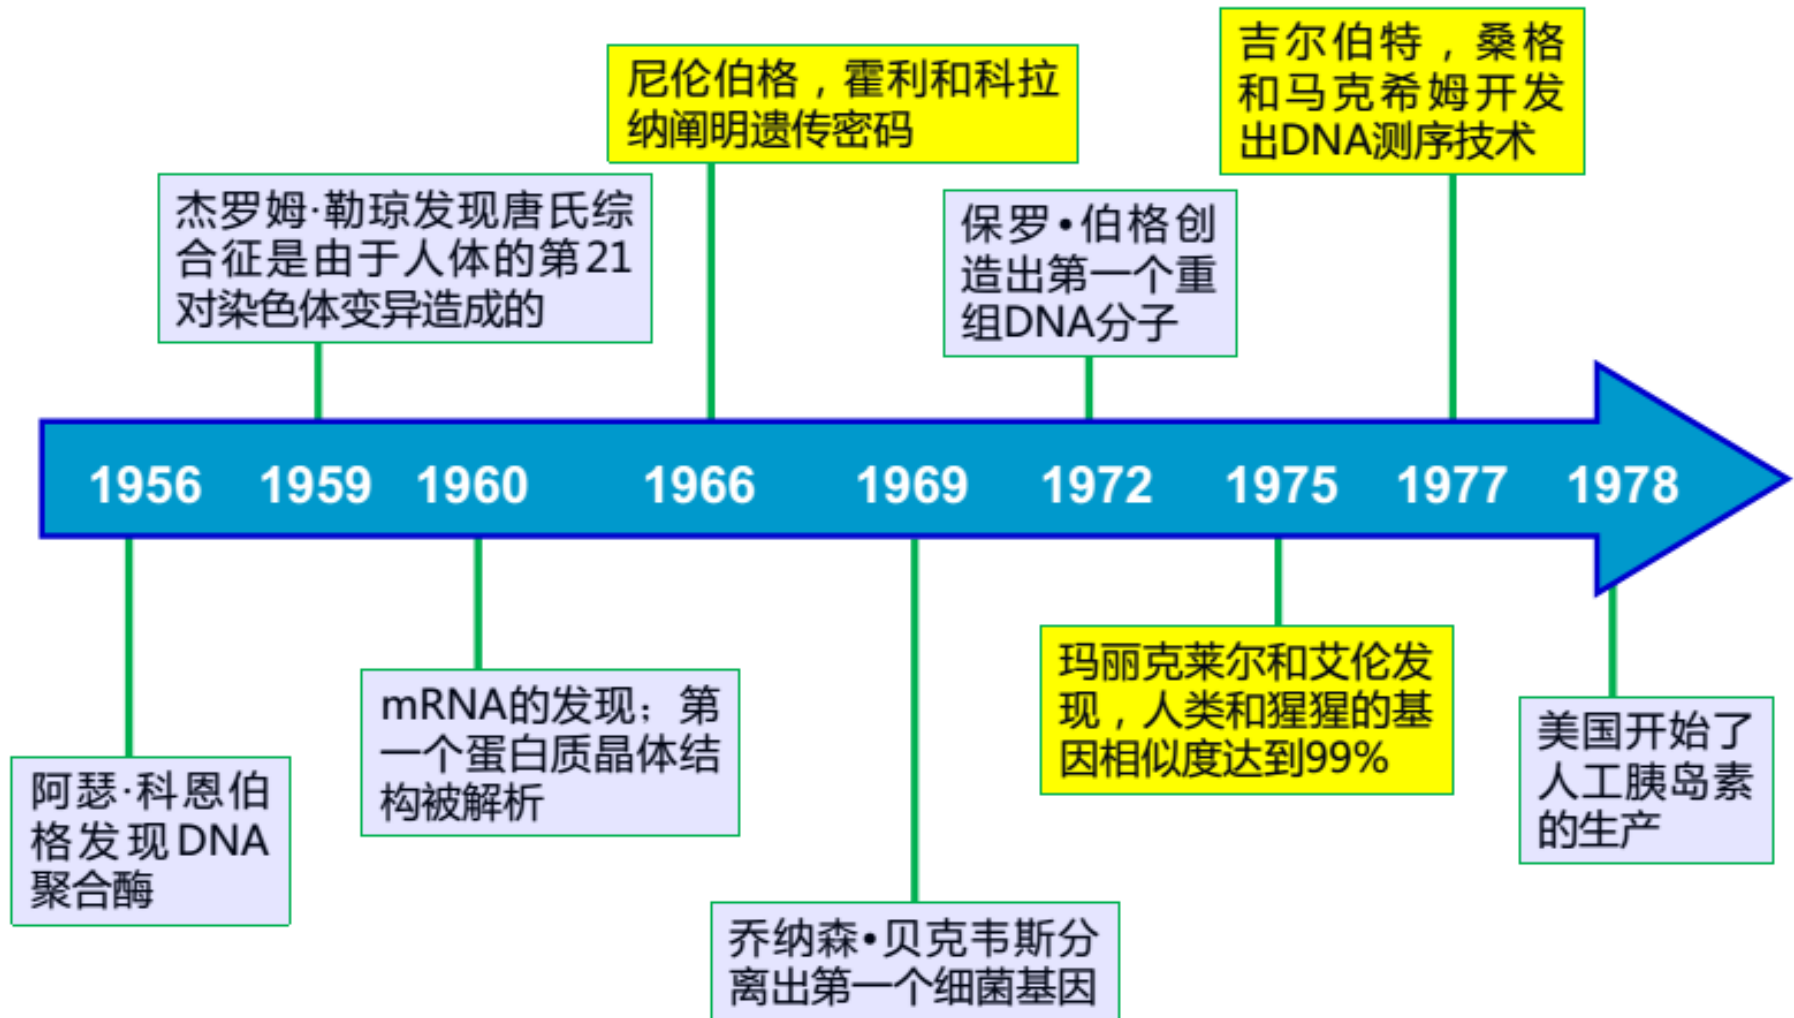 吉尔伯特，桑格
和马克希姆开发
出DNA测序技术
尼伦伯格，霍利和科拉
纳阐明遗传密码
杰罗姆·勒琼发现唐氏综
合征是由于人体的第21
对染色体变异造成的
保罗•伯格创
造出第一个重
组DNA分子
1956 1959 1960 1966 1969 1972 1975 1977 1978
玛丽克莱尔和艾伦发
现，人类和猩猩的基
因相似度达到99%
mRNA的发现；第
一个蛋白质晶体结
构被解析
美国开始了
人工胰岛素
的生产
阿瑟·科恩伯
格发现DNA
聚合酶
乔纳森•贝克韦斯分
离出第一个细菌基因